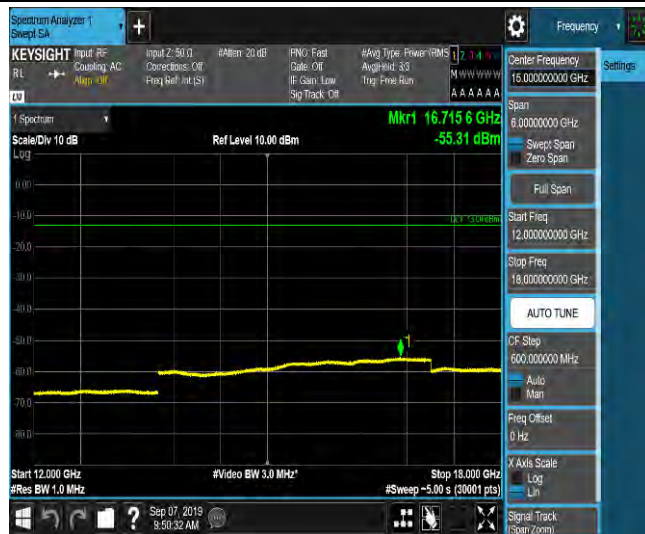 Spectrum Analyzer 1
Swept SA
+
Frequency
KEYSIGHT
RL
Input: RF
Coupling: AC
Align: Off
Input Z: 50 Ω
Corrections: Off
Freq Ref: Int (S)
#Atten: 20 dB
PNO: Fast
Gate: Off
IF Gain: Low
Sig Track: Off
#Avg Type: Power (RMS
Avg|Hold: 3/3
Trig: Free Run
M W W W W W
A A A A A A
1 Spectrum
Scale/Div 10 dB
Ref Level 10.00 dBm
Mkr1 16.715 6 GHz
-55.31 dBm
Log
0.00
-10.0
-20.0
-30.0
-40.0
-50.0
-60.0
-70.0
-80.0
1
Start 12.000 GHz
#Video BW 3.0 MHz*
Stop 18.000 GHz
#Res BW 1.0 MHz
#Sweep ~5.00 s (30001 pts)
?
Sep 07, 2019
9:50:32 AM
Center Frequency
15.000000000 GHz
Settings
Span
6.00000000 GHz
Swept Span
Zero Span
Full Span
Start Freq
12.000000000 GHz
Stop Freq
18.000000000 GHz
AUTO TUNE
CF Step
600.000000 MHz
Auto
Man
Freq Offset
0 Hz
X Axis Scale
Log
Lin
Signal Track
(Span Zoom)